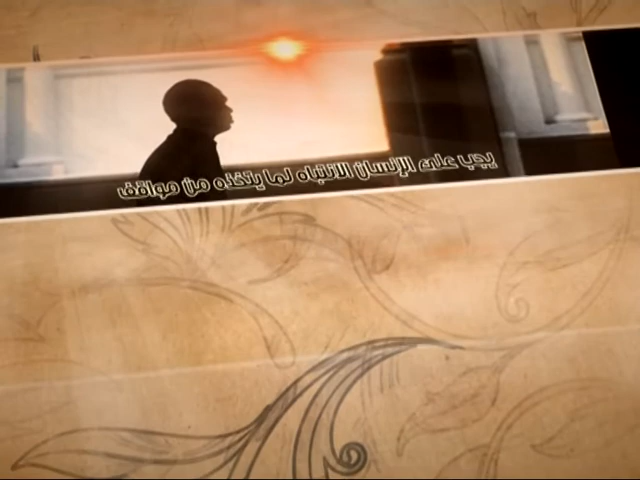 يجب على الإنسان الانتباه لما يتخذه من مواقف